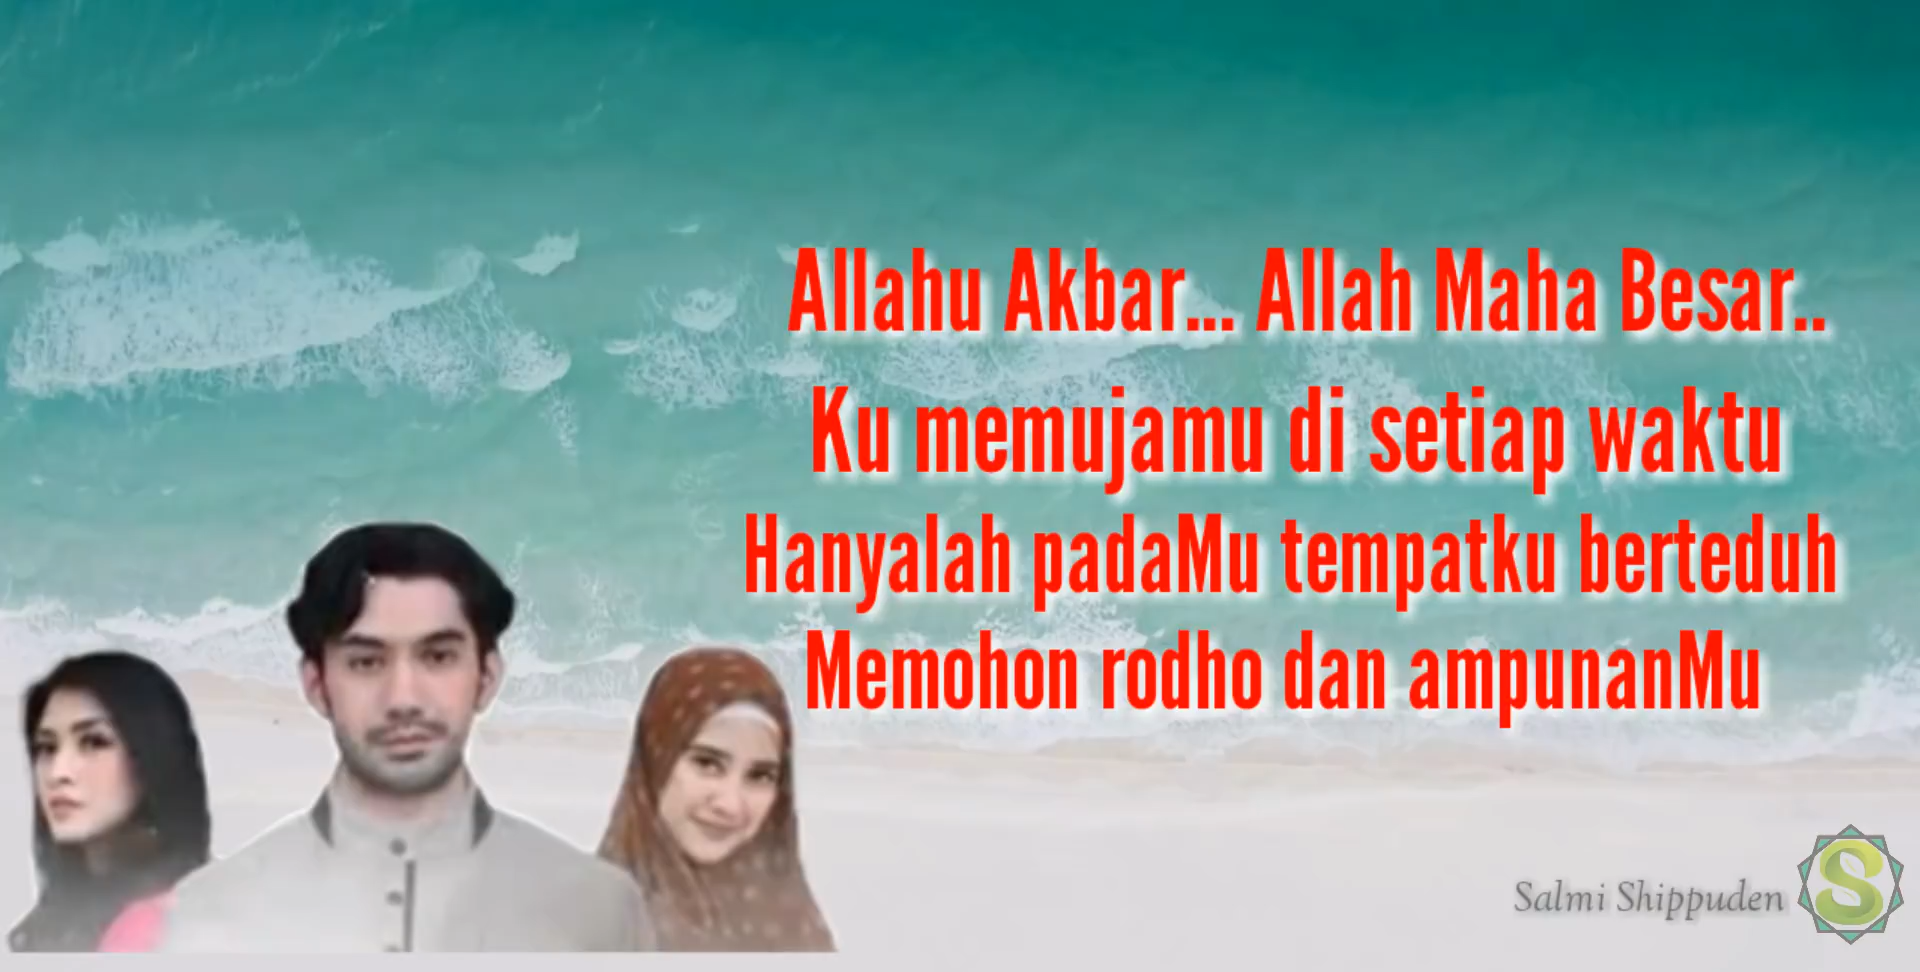 Allahu Akbar... Allah Maha Besar..
Ku memujamu di setiap waktu
Hanyalah padaMu tempatku berteduh
Memohon rodho dan ampunanMu
Salmi Shippuden
S